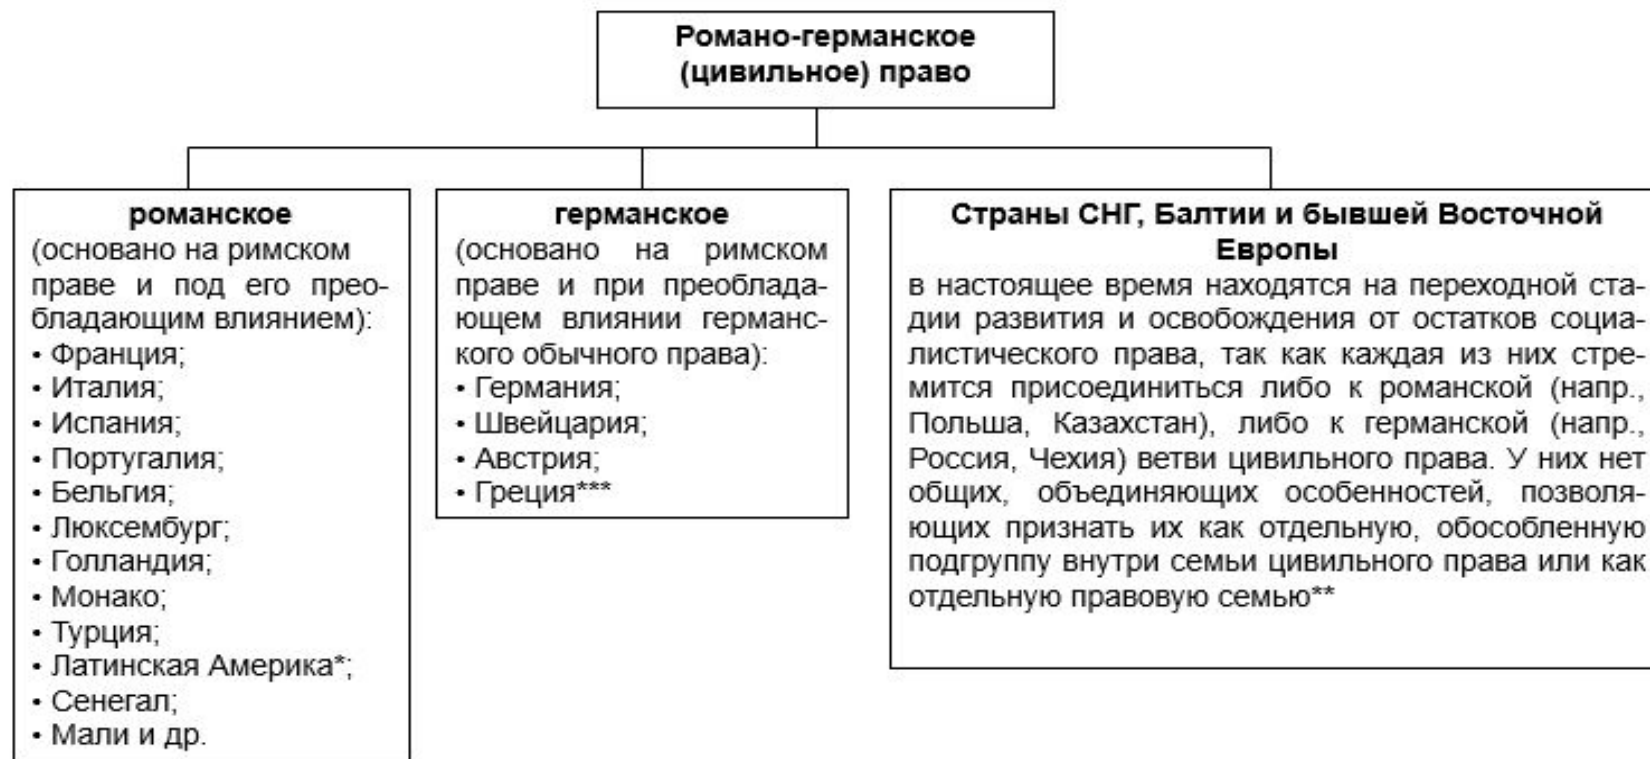 Романо-германское
(цивильное) право
романское
(основано на римском
праве и под его прео-
бладающим влиянием):
• Франция;
• Италия;
• Испания;
• Португалия;
• Бельгия;
• Люксембург;
• Голландия;
• Монако;
• Турция;
• Латинская Америка*;
• Сенегал;
• Мали и др.
германское
(основано на римском
праве и при преоблада-
ющем влиянии германс-
кого обычного права):
• Германия;
• Швейцария;
• Австрия;
• Греция***
Страны СНГ, Балтии и бывшей Восточной
Европы
в настоящее время находятся на переходной ста-
дии развития и освобождения от остатков социа-
листического права, так как каждая из них стре-
мится присоединиться либо к романской (напр.,
Польша, Казахстан), либо к германской (напр.,
Россия, Чехия) ветви цивильного права. У них нет
общих, объединяющих особенностей, позволя-
ющих признать их как отдельную, обособленную
подгруппу внутри семьи цивильного права или как
отдельную правовую семью**